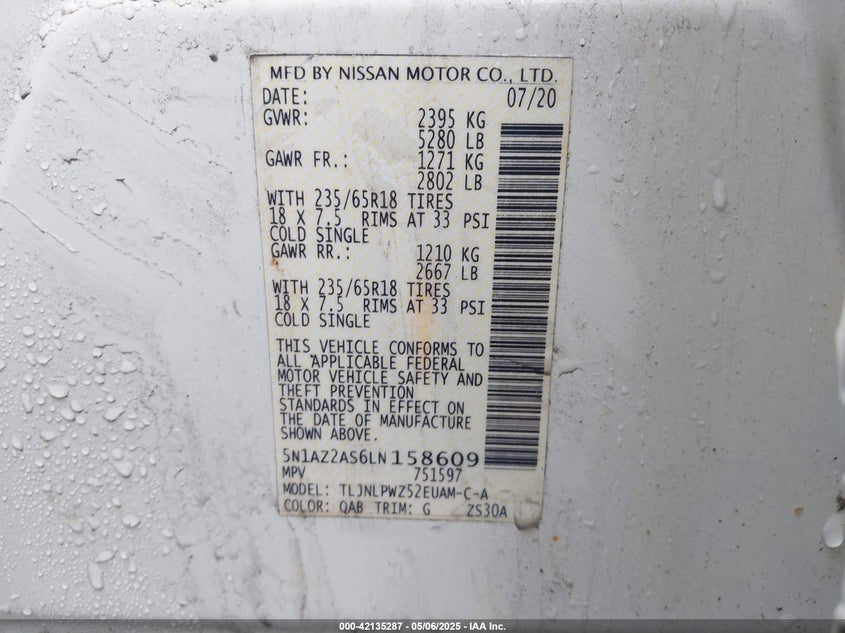 MFD BY NISSAN MOTOR CO., LTD.
DATE: 07/20
GVWR: 2395 KG
5280 LB
GAWR FR.: 1271 KG
2802 LB
WITH 235/65R18 TIRES
18 X 7.5 RIMS AT 33 PSI
COLD SINGLE
GAWR RR.: 1210 KG
2667 LB
WITH 235/65R18 TIRES
18 X 7.5 RIMS AT 33 PSI
COLD SINGLE
THIS VEHICLE CONFORMS TO
ALL APPLICABLE FEDERAL
MOTOR VEHICLE SAFETY AND
THEFT PREVENTION
STANDARDS IN EFFECT ON
THE DATE OF MANUFACTURE
SHOWN ABOVE.
5N1AZ2AS6LN158609
MPV 751597
MODEL: TLJNLPWZ52EUAM-C-A
COLOR: QAB TRIM: G ZS30A
000-42135287 - 05/06/2025 - IAA Inc.